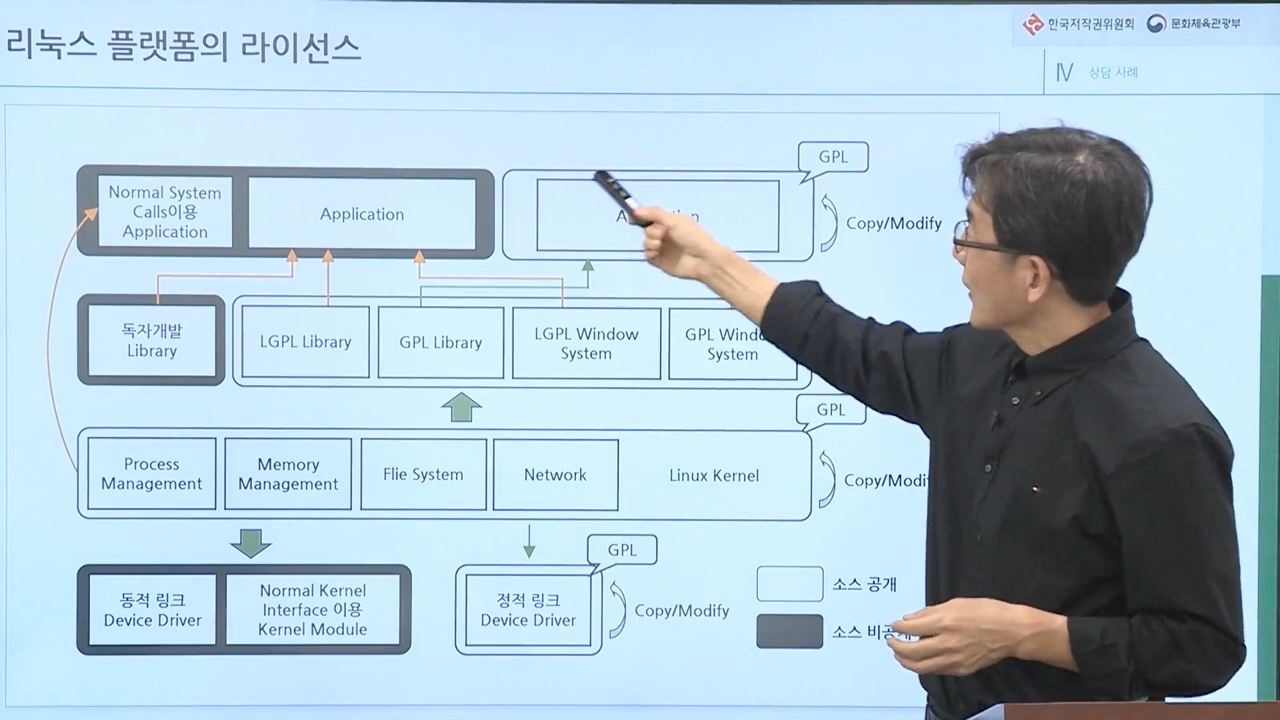 리눅스 플랫폼의 라이선스
한국저작권위원회
문화체육관광부
Ⅳ 상담 사례
GPL
Normal System
Calls이용
Application
Application
Copy/Modify
독자개발
Library
LGPL Library
GPL Library
LGPL Window
System
GPL
System
GPL
Process
Management
Memory
Management
Flie System
Network
Linux Kernel
GPL
동적 링크
Device Driver
Normal Kernel
Interface 이용
Kernel Module
정적 링크
Device Driver
Copy/Modify
소스 공개
소스